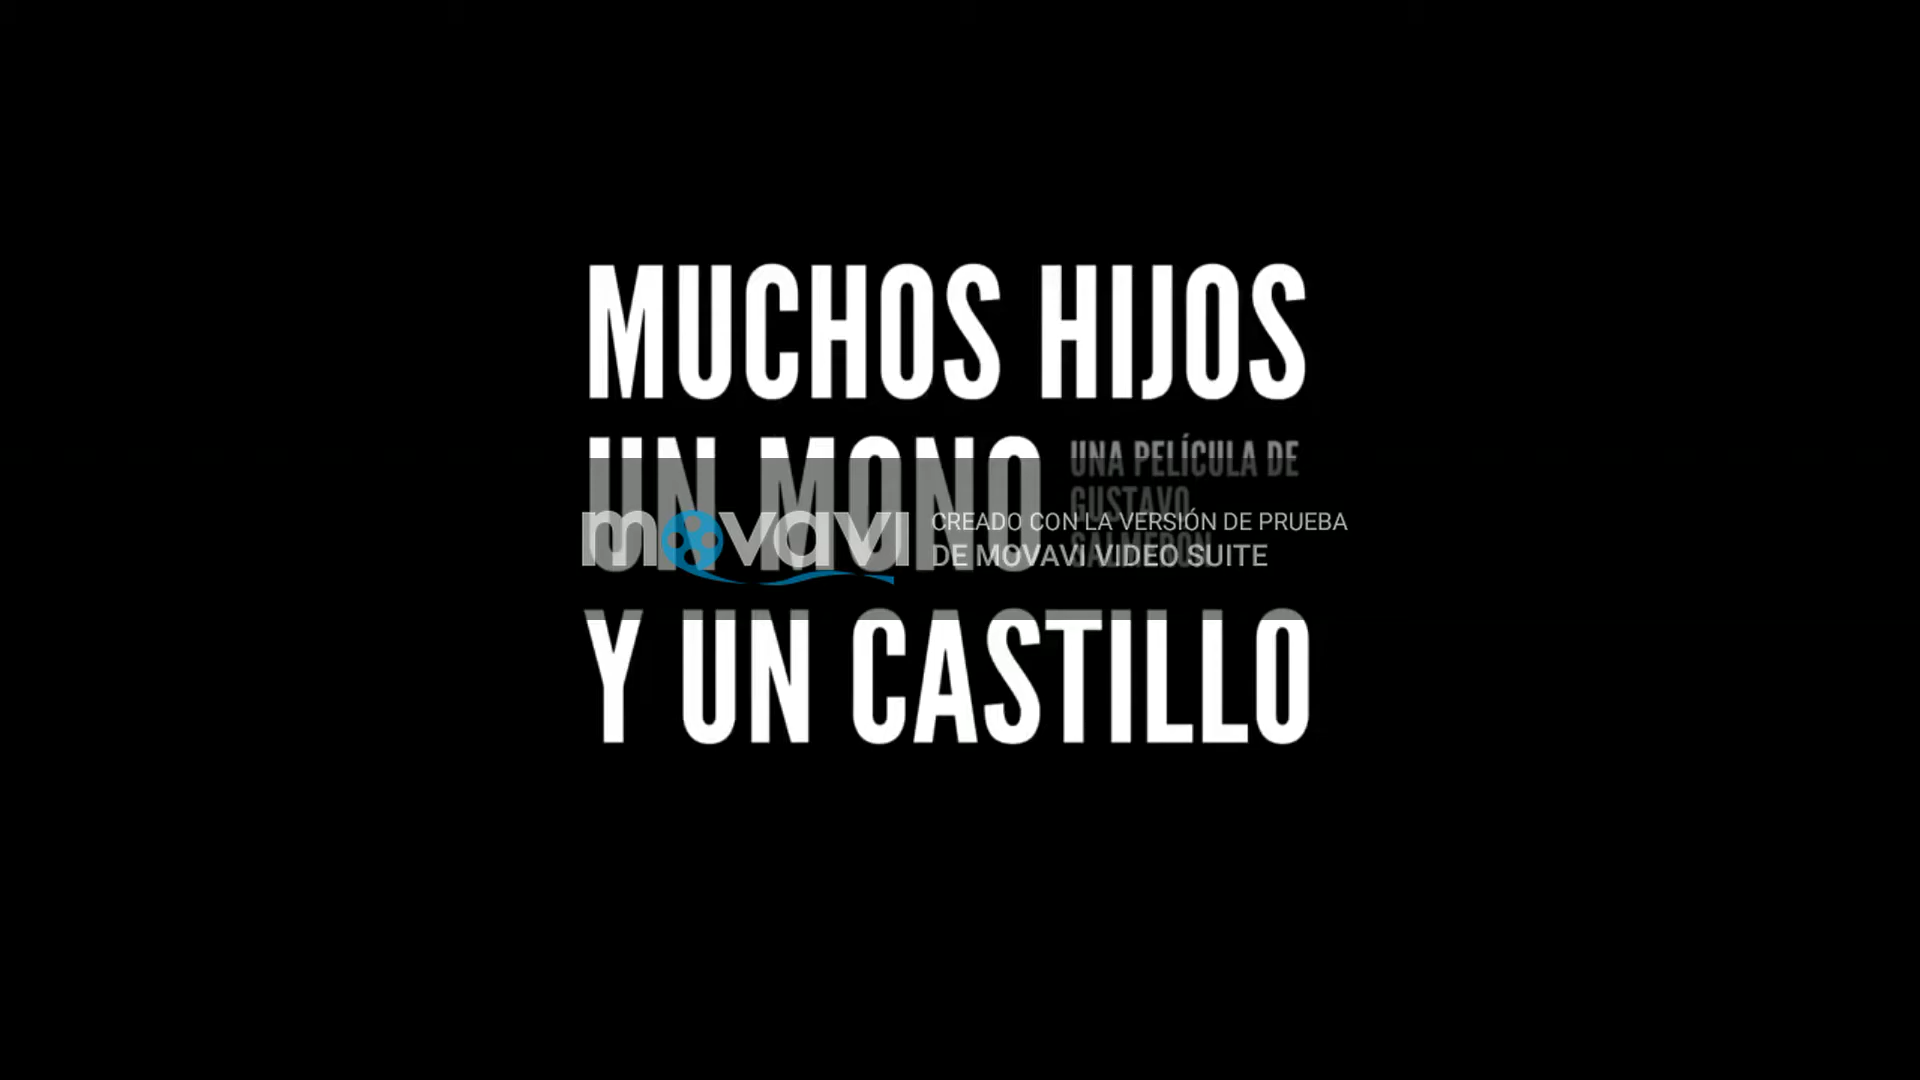 MUCHOS HIJOS
UN MONO
UNA PELÍCULA DE
GUSTAVO
SALMERÓN
movavi
CREADO CON LA VERSIÓN DE PRUEBA
DE MOVAVI VIDEO SUITE
Y UN CASTILLO